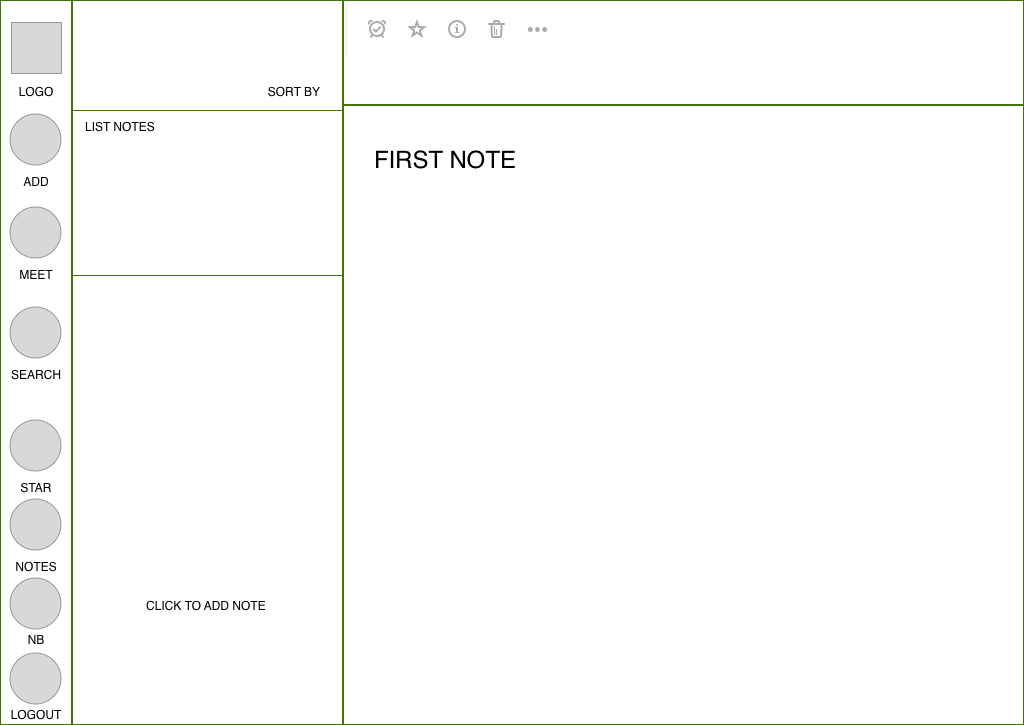 LOGO
ADD
MEET
SEARCH
STAR
NOTES
NB
LOGOUT
SORT BY
LIST NOTES
CLICK TO ADD NOTE
FIRST NOTE